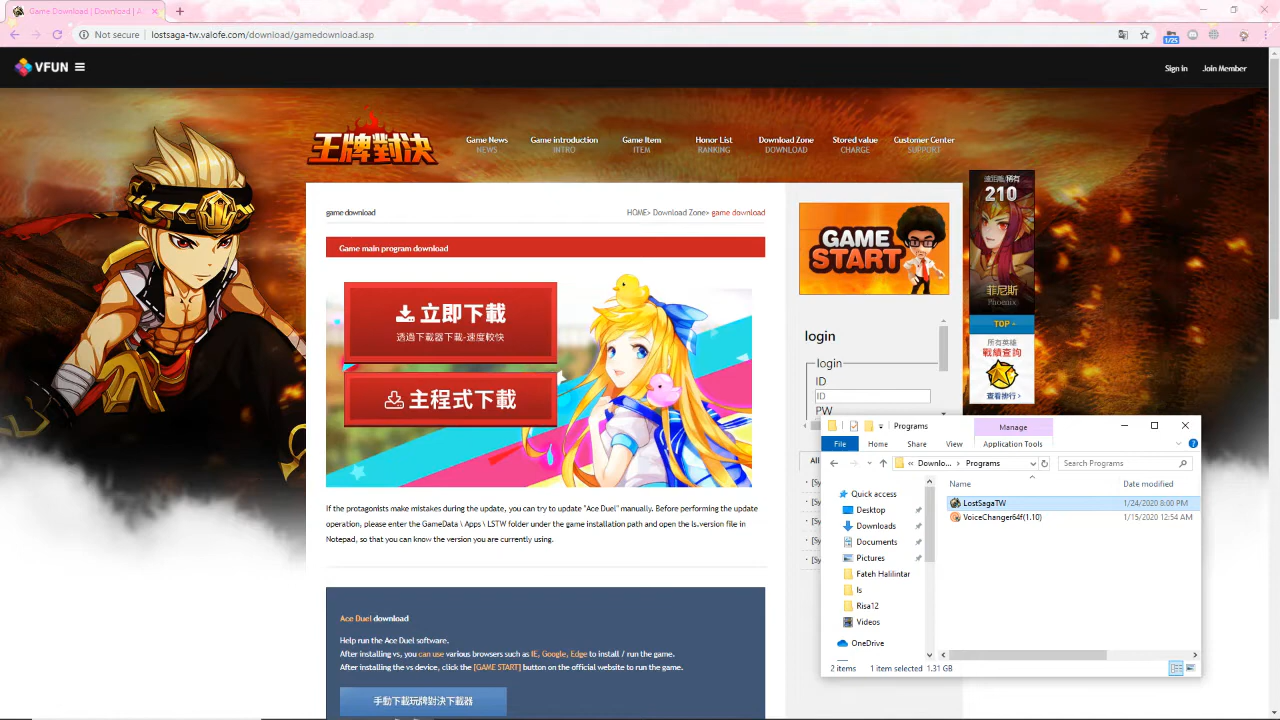 Game Download | Download | A
Not secure
lostsaga-tw.valofe.com/download/gamedownload.asp
1/25
VFUN
Sign in
Join Member
王牌對決
Game News
NEWS
Game introduction
INTRO
Game Item
ITEM
Honor List
RANKING
Download Zone
DOWNLOAD
Stored value
CHARGE
Customer Center
SUPPORT
game download
HOME> Download Zone> game download
Game main program download
立即下載
透過下載器下載-速度較快
主程式下載
If the protagonists make mistakes during the update, you can try to update "Ace Duel" manually. Before performing the update
operation, please enter the GameData \ Apps \ LSTW folder under the game installation path and open the ls.version file in
Notepad, so that you can know the version you are currently using.
Ace Duel download
Help run the Ace Duel software.
After installing vs, you can use various browsers such as IE, Google, Edge to install / run the game.
After installing the vs device, click the [GAME START] button on the official website to run the game.
手動下載玩牌對決下載器
GAME
START
login
login
ID
ID
PW
All
210
菲尼斯
Phoenix
TOP
所有英雄
戰績查詢
查看排行>
Programs
Manage
File
Home
Share
View
Application Tools
« Downlo... > Programs
Search Programs
Name
Date modified
Quick access
Desktop
Downloads
Documents
Pictures
Fateh Halilintar
ls
Risa12
Videos
OneDrive
LostSagaTW
1/24/2020 8:00 PM
VoiceChanger64f(1.10)
1/15/2020 12:54 AM
2 items
1 item selected 1.31 GB